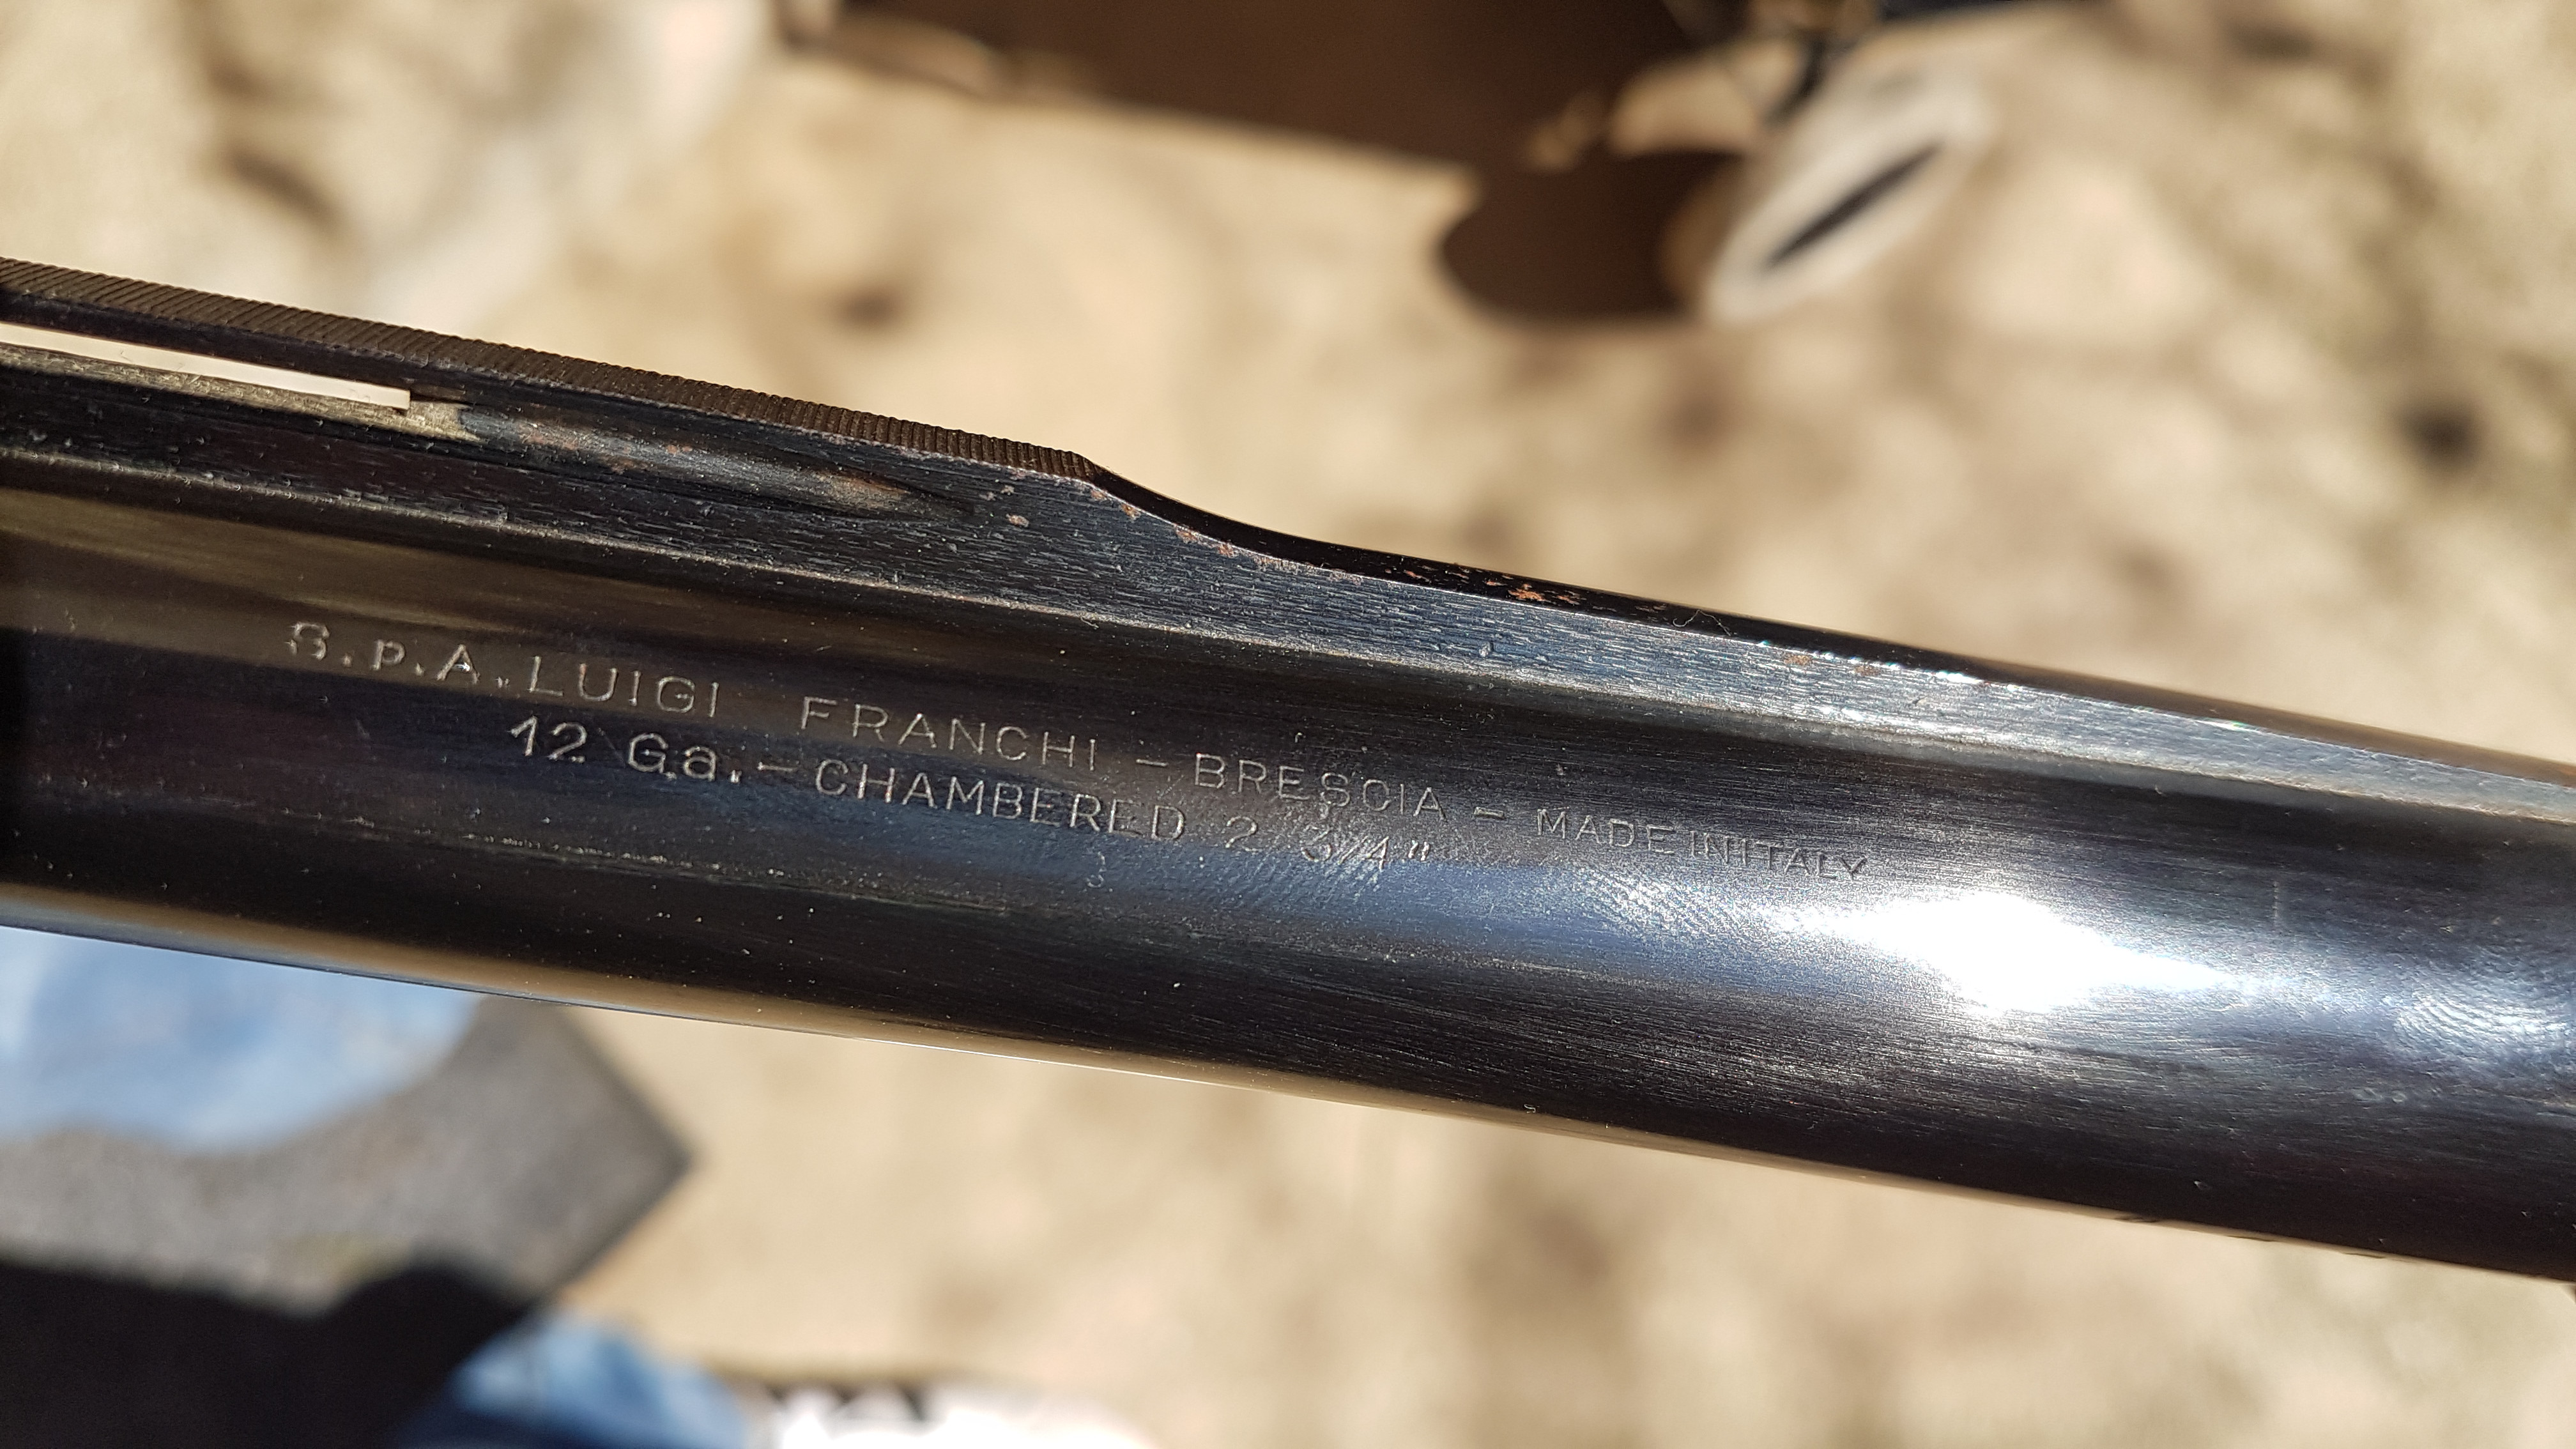 S.p.A. LUIGI FRANCHI - BRESCIA - MADE IN ITALY
12 Ga. - CHAMBERED 2 3/4"